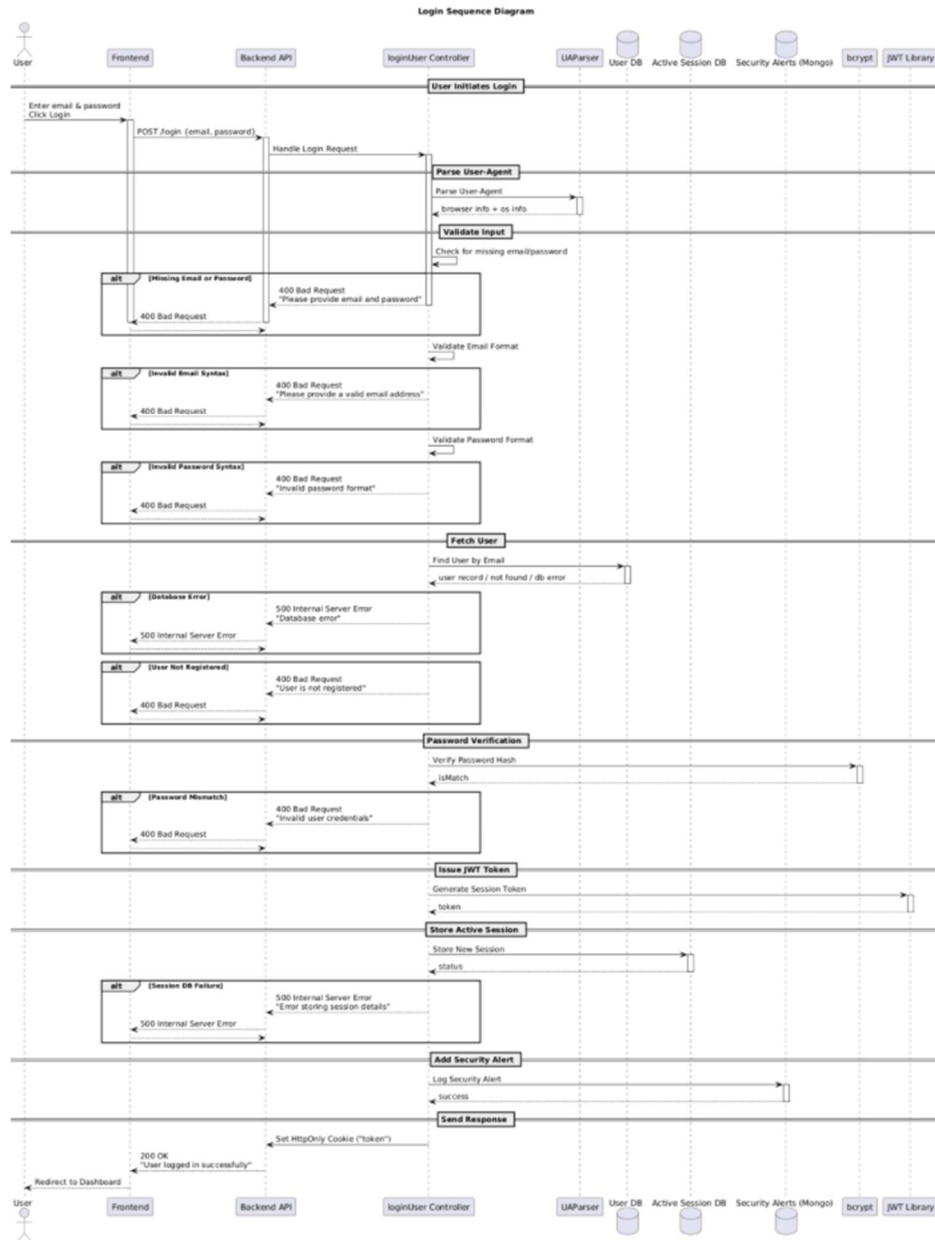 Login Sequence Diagram
User
Frontend
Backend API
loginUser Controller
UAParser
User DB
Active Session DB
Security Alerts (Mongo)
bcrypt
JWT Library
User Initiates Login
Enter email & password
Click Login
POST /login {email, password}
Handle Login Request
Parse User-Agent
Parse User-Agent
browser info + os info
Validate Input
Check for missing email/password
alt
[Missing Email or Password]
400 Bad Request
"Please provide email and password"
400 Bad Request
Validate Email Format
alt
[Invalid Email Syntax]
400 Bad Request
"Please provide a valid email address"
400 Bad Request
Validate Password Format
alt
[Invalid Password Syntax]
400 Bad Request
"Invalid password format"
400 Bad Request
Fetch User
Find User by Email
user record / not found / db error
alt
[Database Error]
500 Internal Server Error
"Database error"
500 Internal Server Error
alt
[User Not Registered]
400 Bad Request
"User is not registered"
400 Bad Request
Password Verification
Verify Password Hash
isMatch
alt
[Password Mismatch]
400 Bad Request
"Invalid user credentials"
400 Bad Request
Issue JWT Token
Generate Session Token
token
Store Active Session
Store New Session
status
alt
[Session DB Failure]
500 Internal Server Error
"Error storing session details"
500 Internal Server Error
Add Security Alert
Log Security Alert
success
Send Response
Set HttpOnly Cookie ("token")
200 OK
"User logged in successfully"
Redirect to Dashboard
User
Frontend
Backend API
loginUser Controller
UAParser
User DB
Active Session DB
Security Alerts (Mongo)
bcrypt
JWT Library